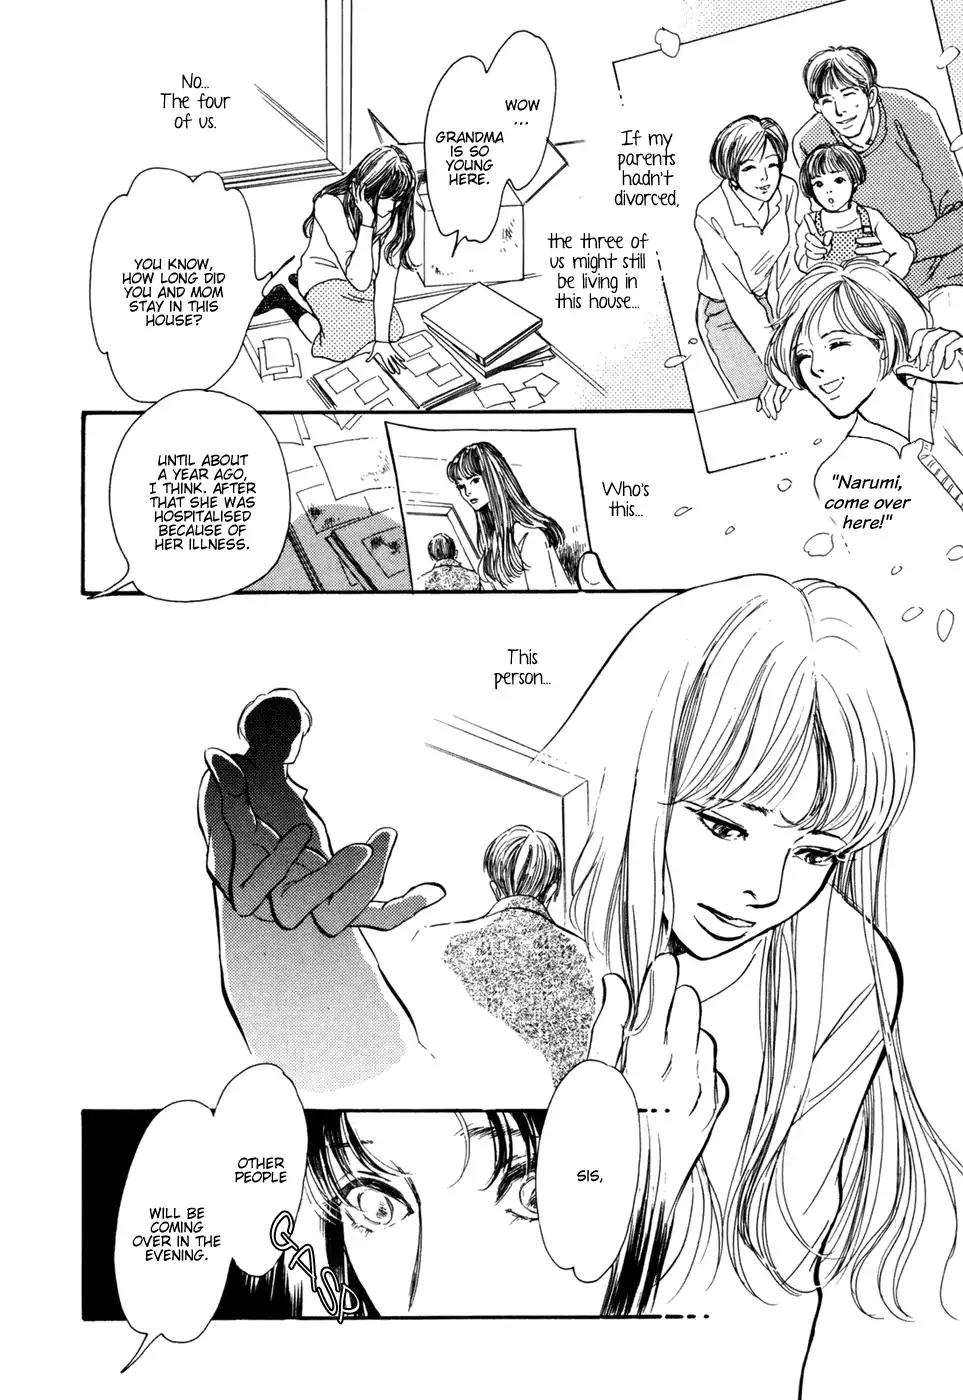 WOW
...
GRANDMA
IS SO
YOUNG
HERE.
If my
parents
hadn't
divorced,
the three of
us might still
be living in
this house...
No...
The four
of us.
YOU KNOW,
HOW LONG DID
YOU AND MOM
STAY IN THIS
HOUSE?
"Narumi,
come over
here!"
Who's
this...
UNTIL ABOUT
A YEAR AGO,
I THINK. AFTER
THAT SHE WAS
HOSPITALISED
BECAUSE OF
HER ILLNESS.
This
person...
SIS,
GASP
OTHER
PEOPLE
WILL BE
COMING
OVER IN THE
EVENING.